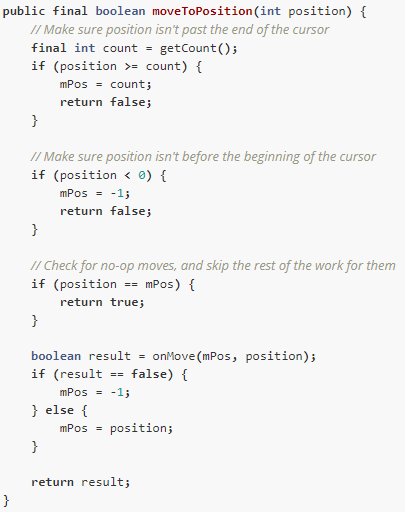 public final boolean moveToPosition(int position) {
    // Make sure position isn't past the end of the cursor
    final int count = getCount();
    if (position >= count) {
        mPos = count;
        return false;
    }

    // Make sure position isn't before the beginning of the cursor
    if (position < 0) {
        mPos = -1;
        return false;
    }

    // Check for no-op moves, and skip the rest of the work for them
    if (position == mPos) {
        return true;
    }

    boolean result = onMove(mPos, position);
    if (result == false) {
        mPos = -1;
    } else {
        mPos = position;
    }

    return result;
}